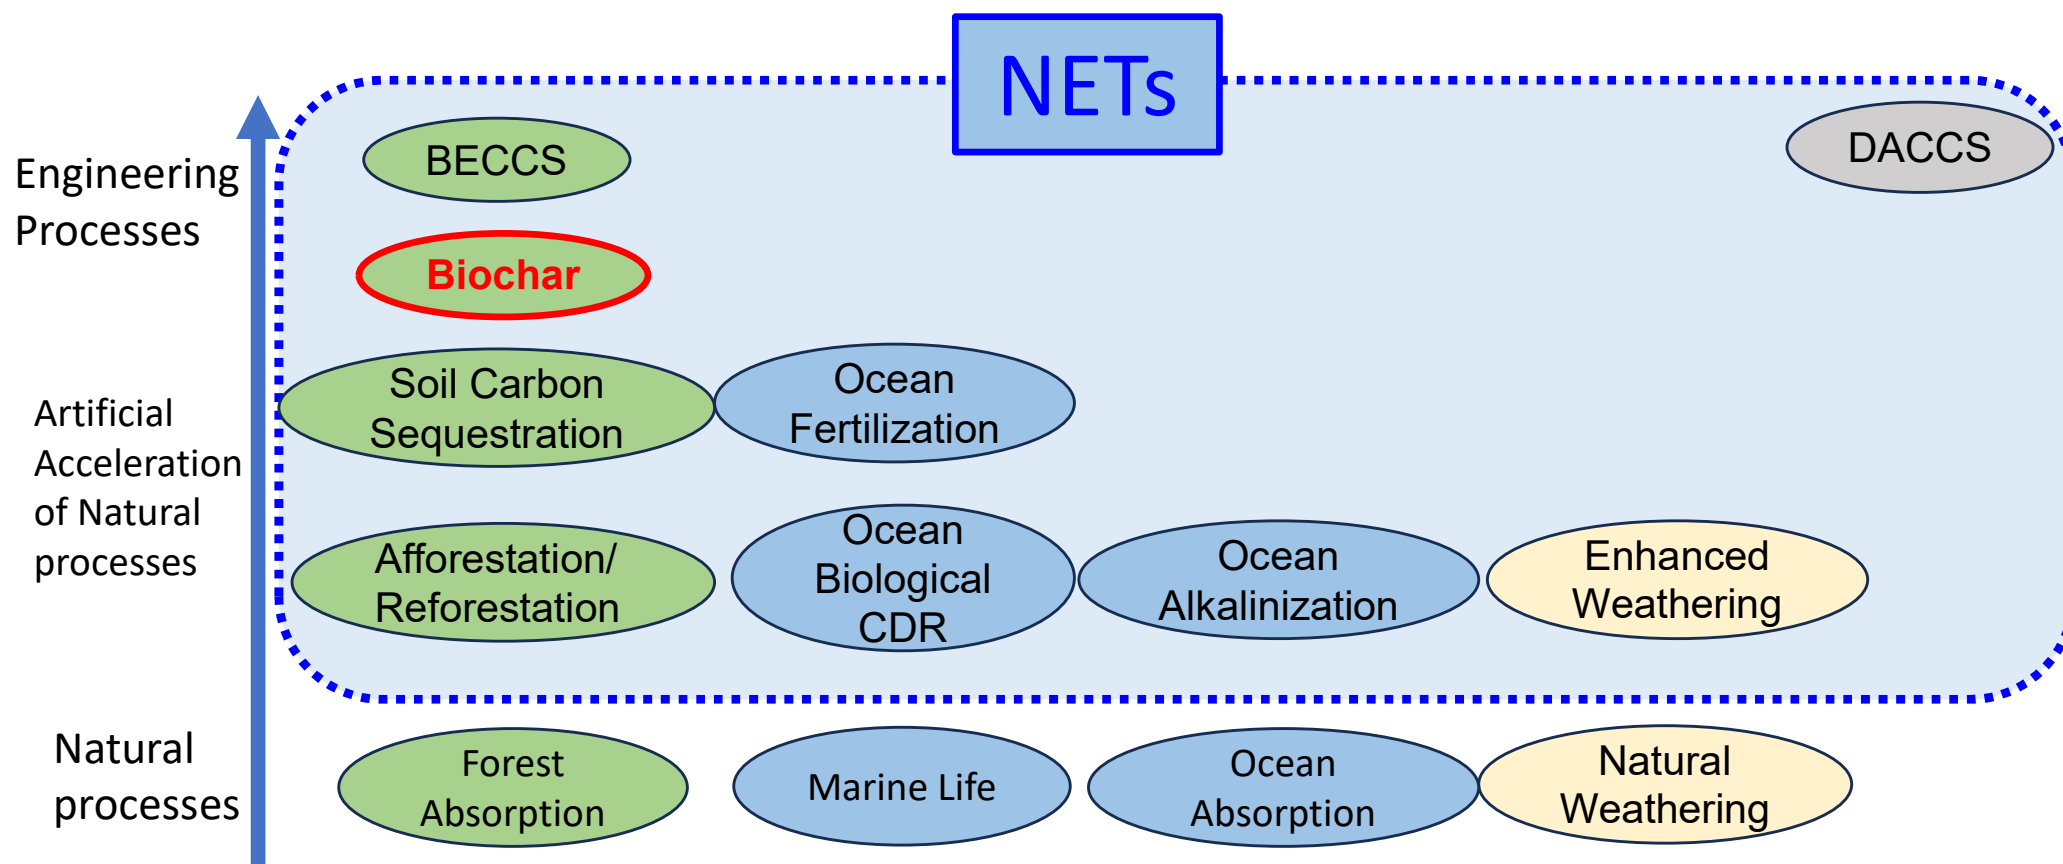 NETs
Engineering
Processes
BECCS
DACCS
Biochar
Artificial
Acceleration
of Natural
processes
Soil Carbon
Sequestration
Ocean
Fertilization
Afforestation/
Reforestation
Ocean
Biological
CDR
Ocean
Alkalinization
Enhanced
Weathering
Natural
processes
Forest
Absorption
Marine Life
Ocean
Absorption
Natural
Weathering